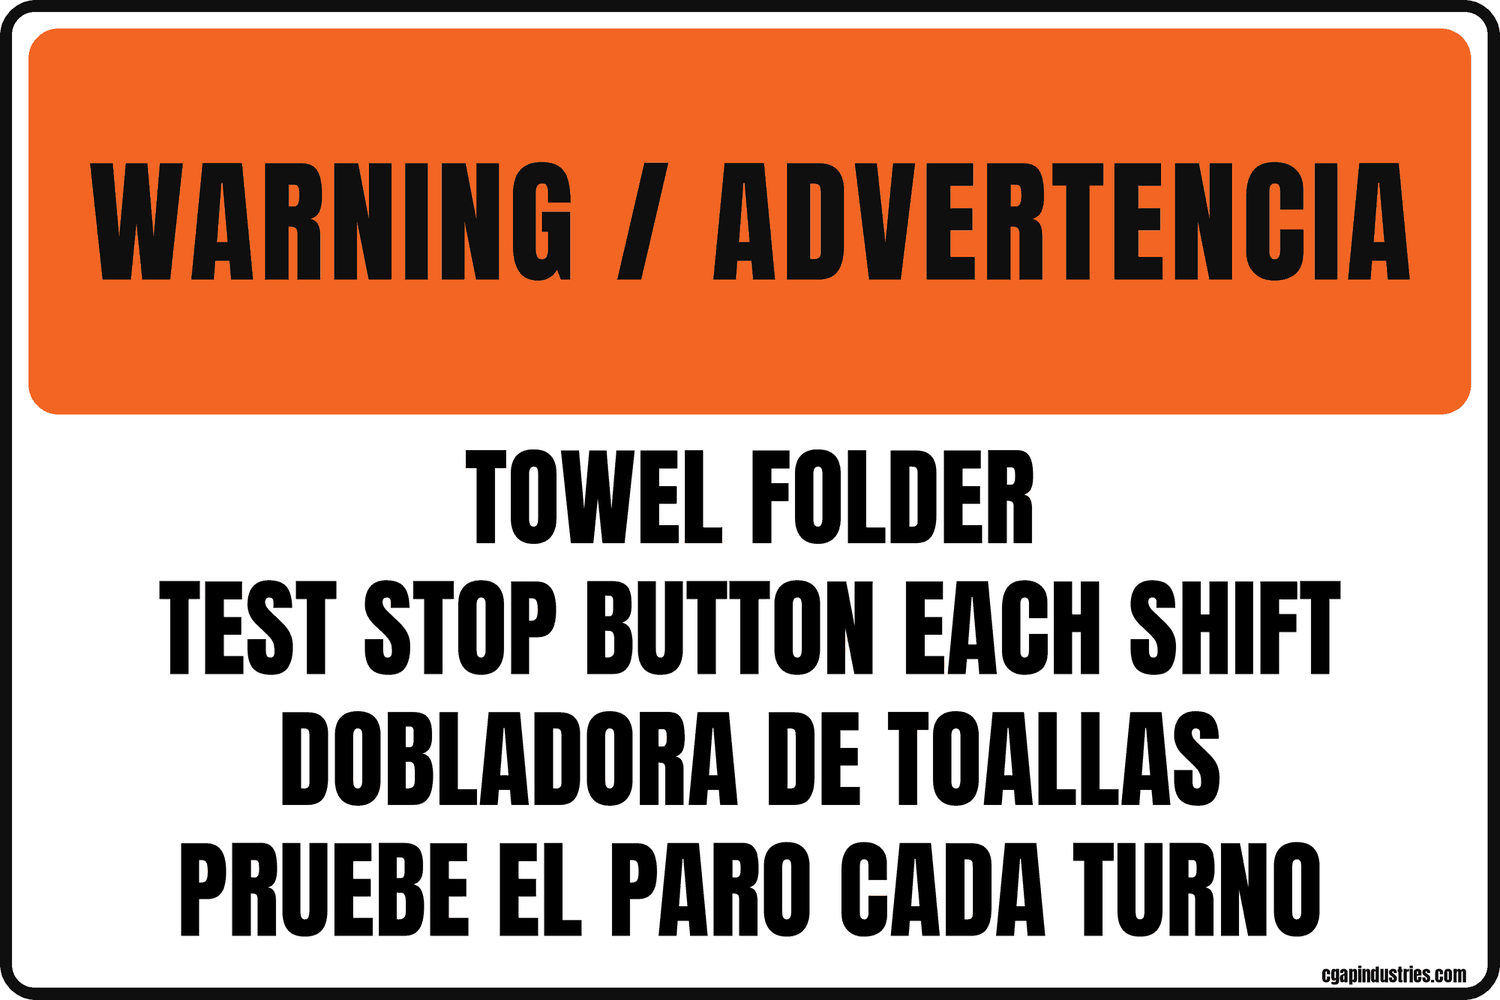 WARNING / ADVERTENCIA
TOWEL FOLDER
TEST STOP BUTTON EACH SHIFT
DOBLADORA DE TOALLAS
PRUEBE EL PARO CADA TURNO
cgapindustries.com